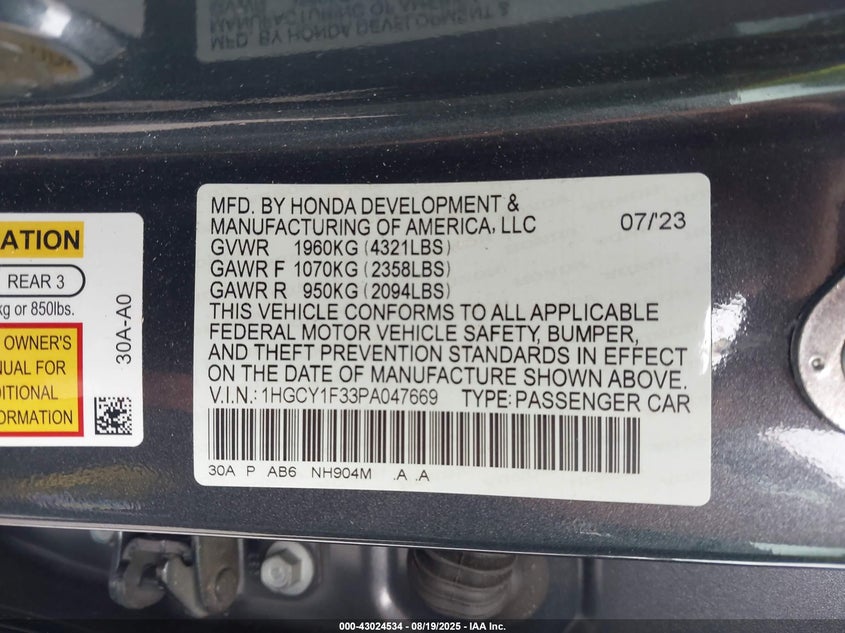 MFD. BY HONDA DEVELOPMENT &
MANUFACTURING OF AMERICA, LLC 07/'23
GVWR 1960KG (4321LBS)
GAWR F 1070KG (2358LBS)
GAWR R 950KG (2094LBS)
THIS VEHICLE CONFORMS TO ALL APPLICABLE
FEDERAL MOTOR VEHICLE SAFETY, BUMPER,
AND THEFT PREVENTION STANDARDS IN EFFECT
ON THE DATE OF MANUFACTURE SHOWN ABOVE.
V.I.N.: 1HGCY1F33PA047669 TYPE: PASSENGER CAR
30A P AB6 NH904M .A .A
ATION
REAR 3
kg or 850lbs.
OWNER'S
NUAL FOR
DITIONAL
FORMATION
30A-A0
000-43024534 - 08/19/2025 - IAA Inc.